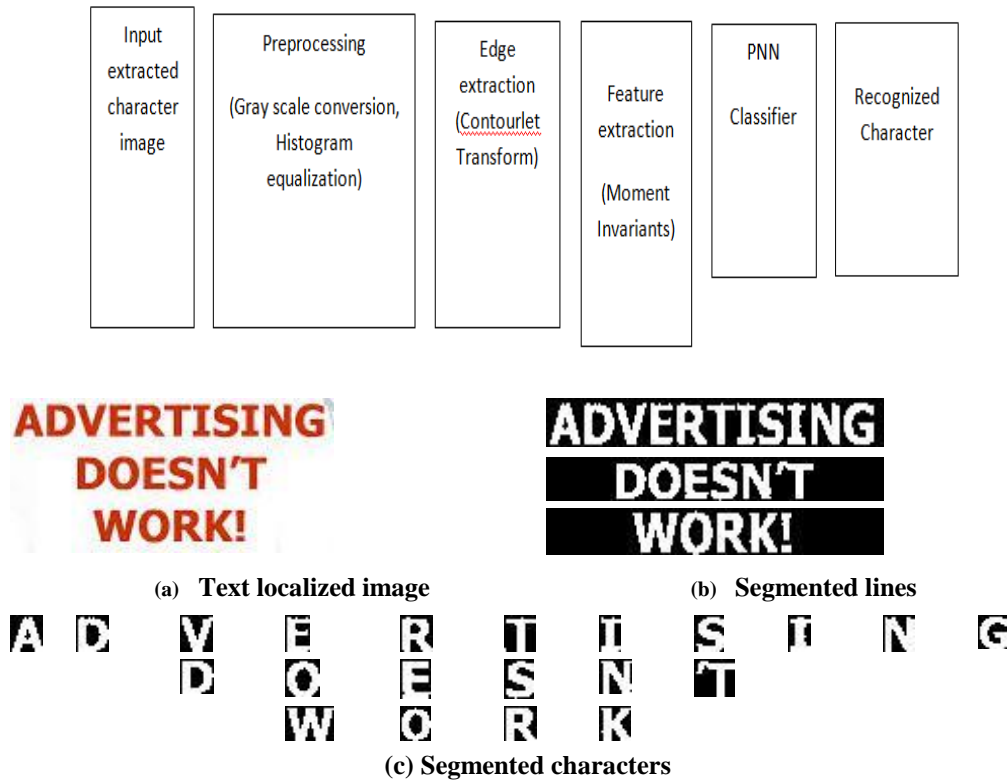 Input
extracted
character
image
Preprocessing
(Gray scale conversion,
Histogram
equalization)
Edge
extraction
(Contourlet
Transform)
Feature
extraction
(Moment
Invariants)
PNN
Classifier
Recognized
Character
ADVERTISING
DOESN'T
WORK!
ADVERTISING
DOESN'T
WORK!
(a) Text localized image
(b) Segmented lines
A D V E R T I S I N G
D O E S N 'T
W O R K
(c) Segmented characters